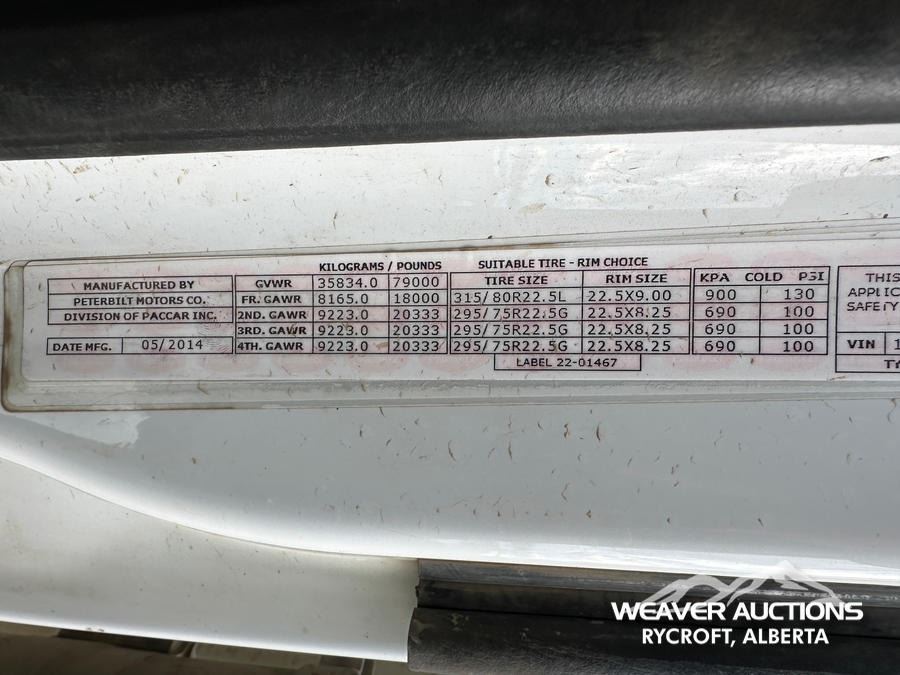 KILOGRAMS / POUNDS SUITABLE TIRE - RIM CHOICE
MANUFACTURED BY GVWR 35834.0 79000 TIRE SIZE RIM SIZE KPA COLD PSI THIS
PETERBILT MOTORS CO. FR. GAWR 8165.0 18000 315/80R22.5L 22.5X9.00 900 130
DIVISION OF PACCAR INC. 2ND. GAWR 9223.0 20333 295/75R22.5G 22.5X8.25 690 100 SAFETY
3RD. GAWR 9223.0 20333 295/75R22.5G 22.5X8.25 690 100
DATE MFG. 05/2014 4TH. GAWR 9223.0 20333 295/75R22.5G 22.5X8.25 690 100 VIN 1
LABEL 22-01467
WEAVER AUCTIONS
RYCROFT, ALBERTA